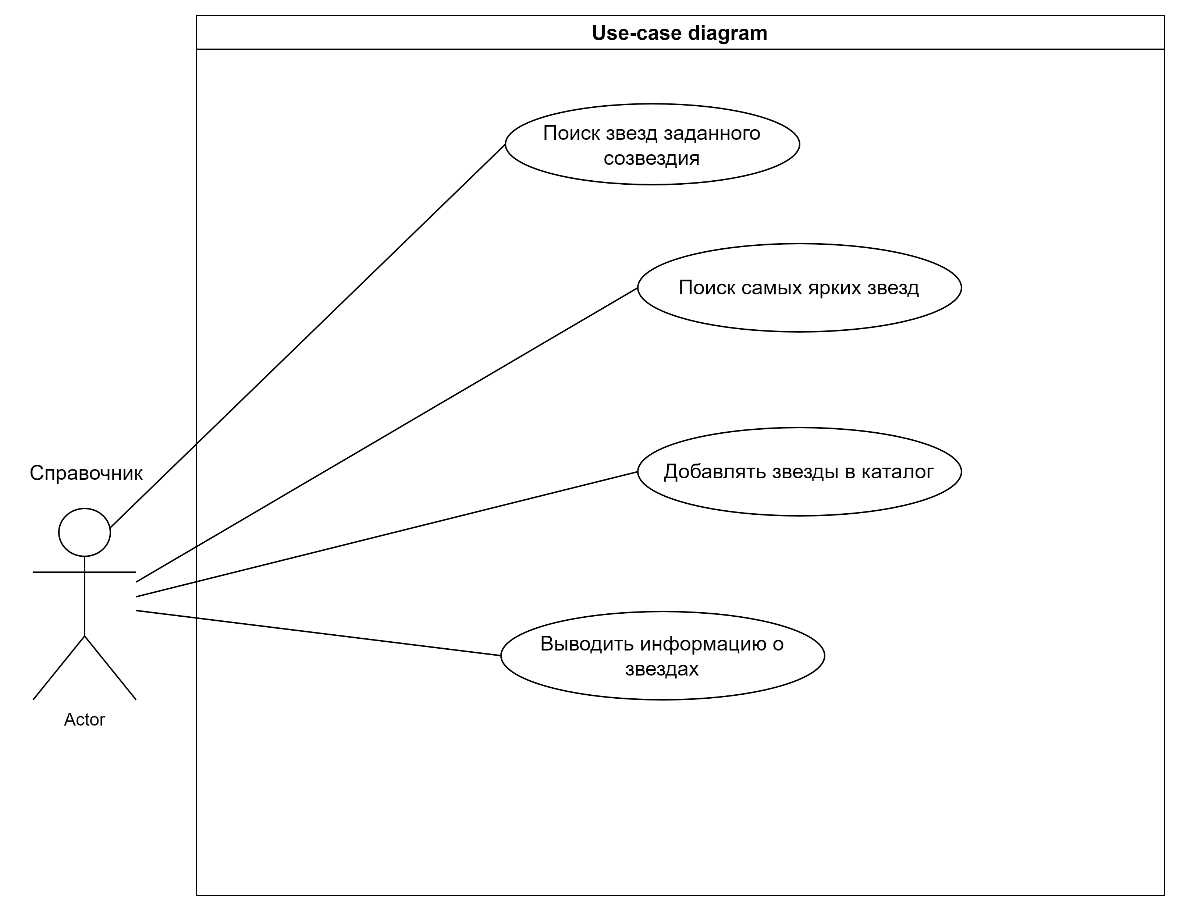 Use-case diagram
Поиск звезд заданного
созвездия
Поиск самых ярких звезд
Справочник
Добавлять звезды в каталог
Выводить информацию о
звездах
Actor